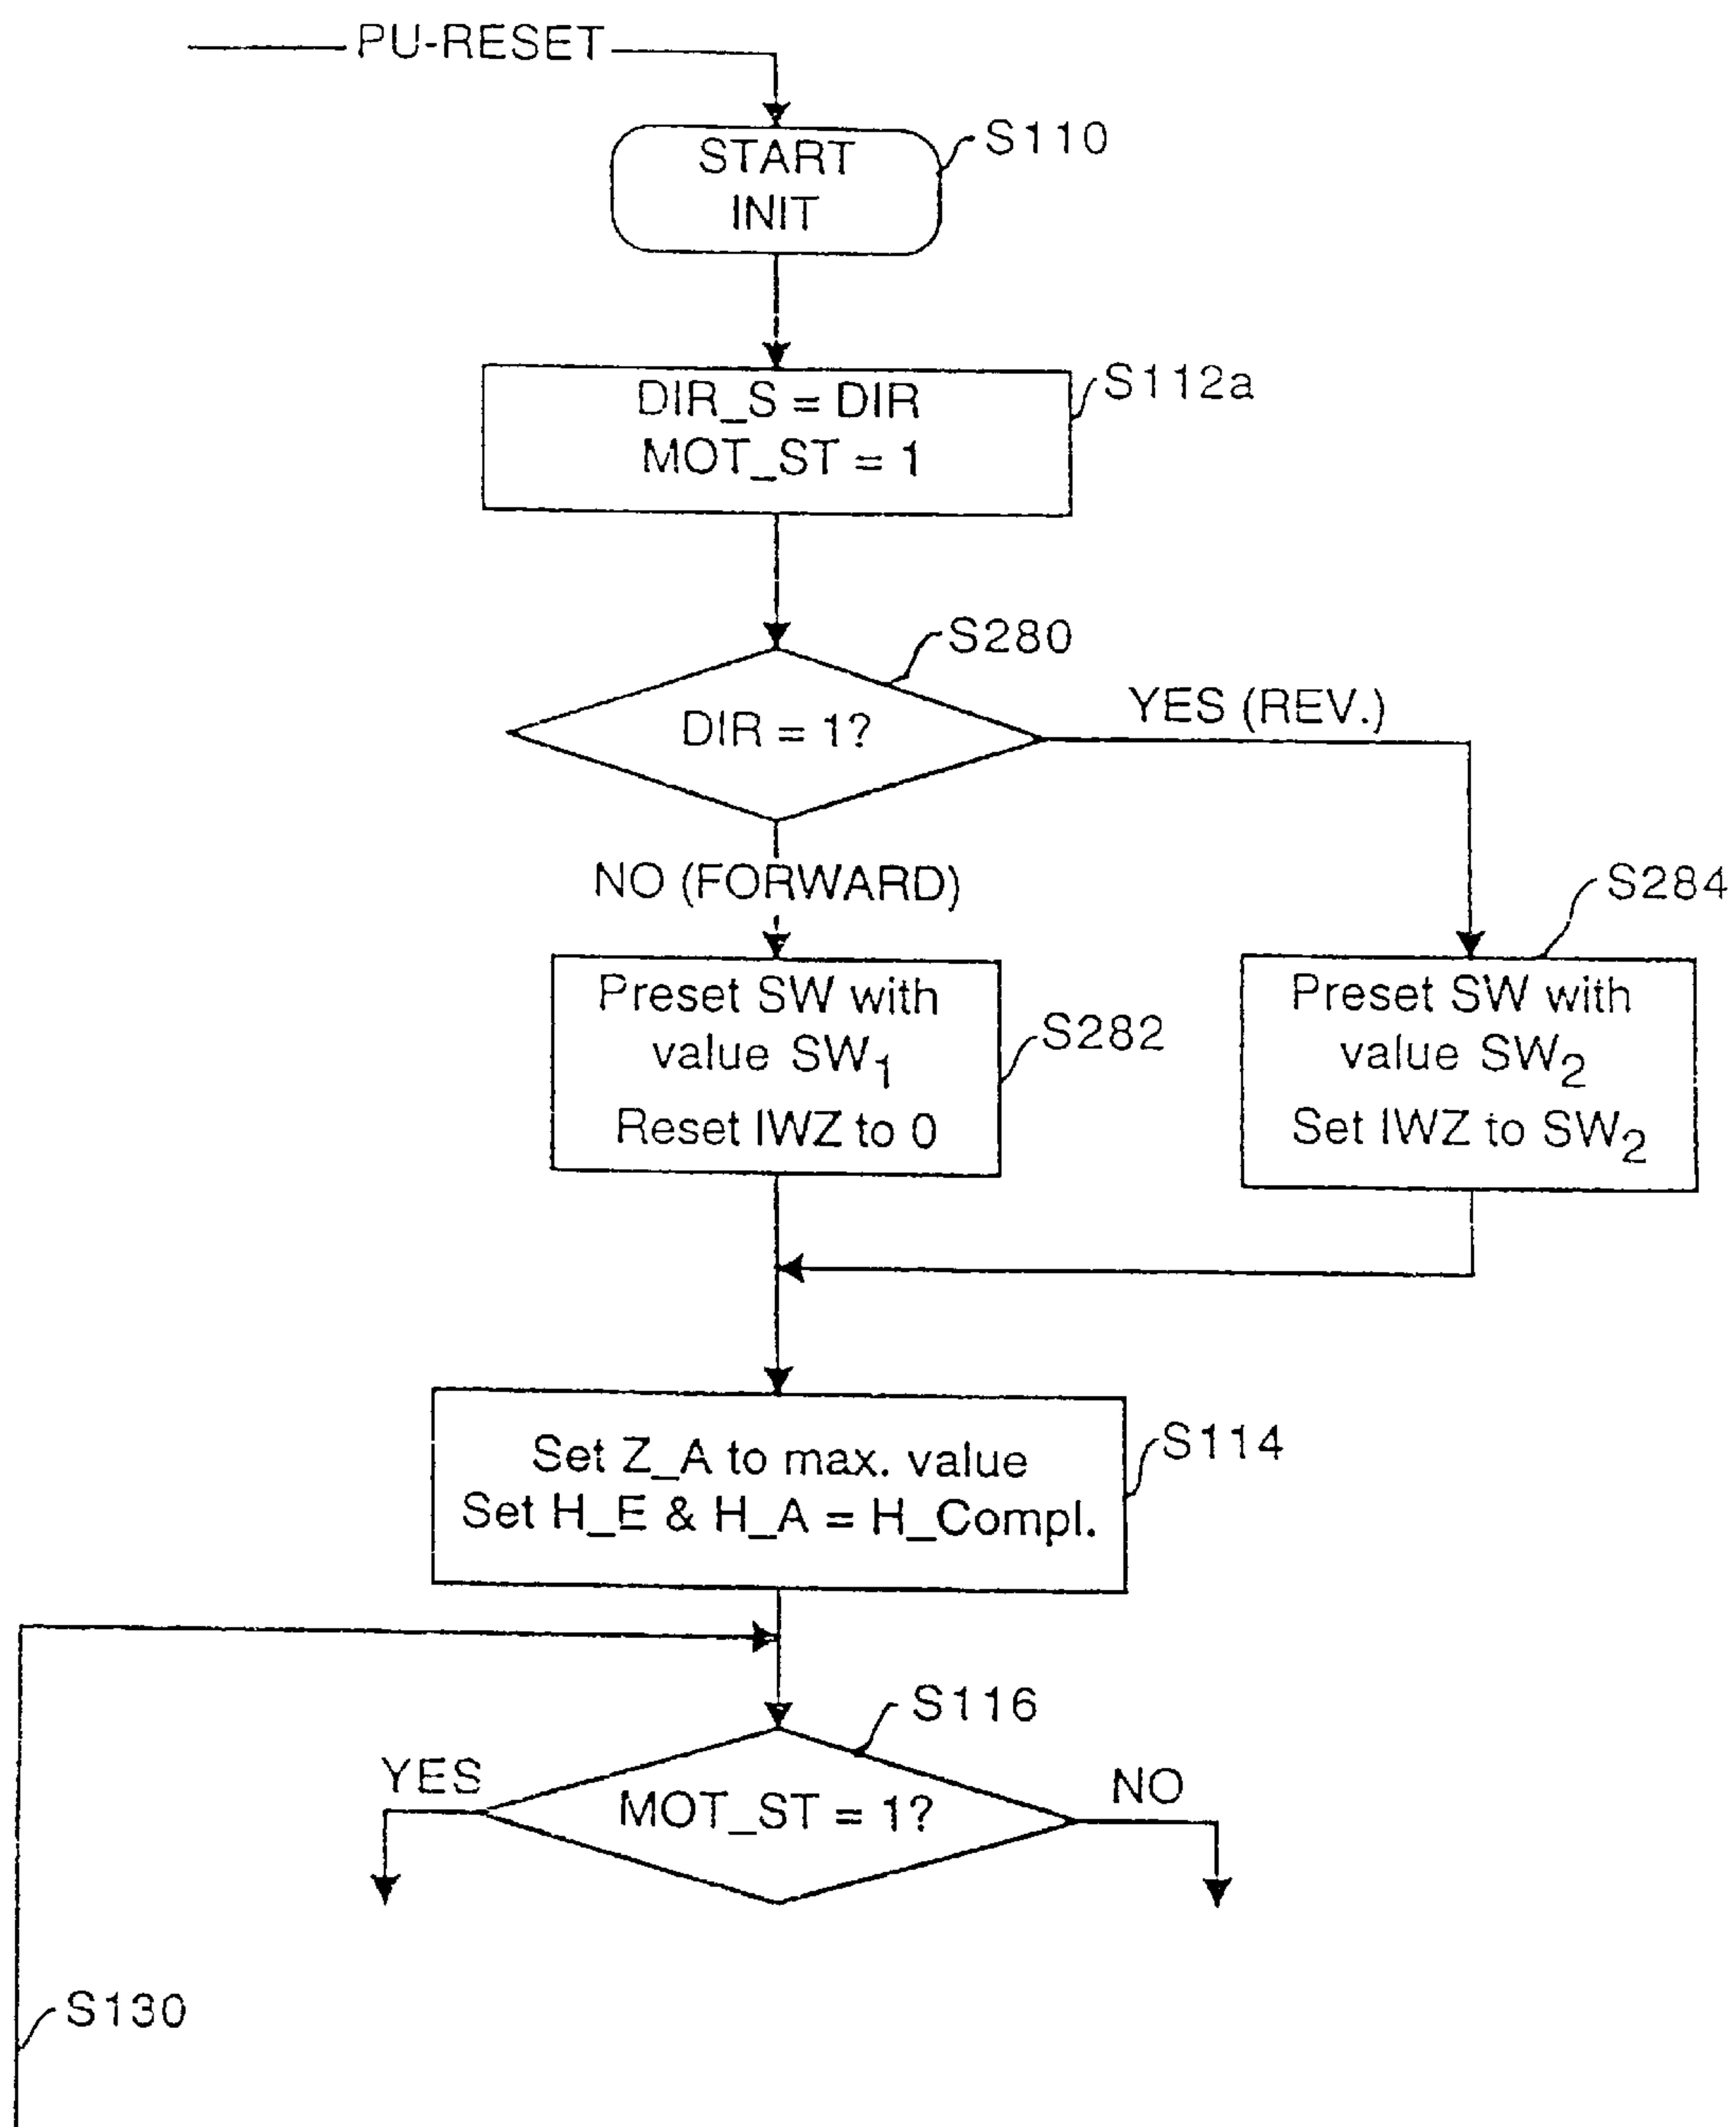 PU-RESET
START
INIT
S110
DIR_S = DIR
MOT_ST = 1
S112a
S280
DIR = 1?
YES (REV.)
NO (FORWARD)
S284
Preset SW with
value SW₁
Reset IWZ to 0
S282
Preset SW with
value SW₂
Set IWZ to SW₂
Set Z_A to max. value
Set H_E & H_A = H_Compl.
S114
S116
YES
MOT_ST = 1?
NO
S130